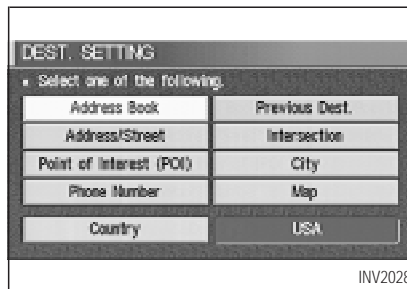 DEST. SETTING
Select one of the following.
Address Book Previous Dest.
Address/Street Intersection
Point of Interest (POI) City
Phone Number Map
Country USA
INV2028